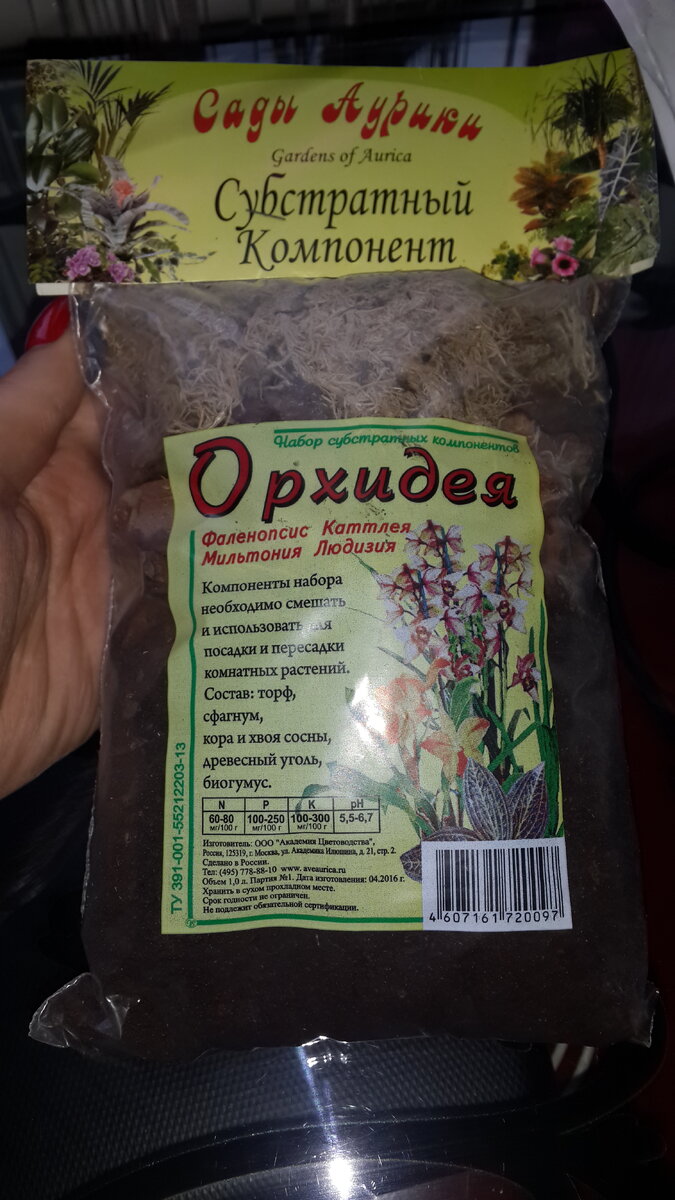 Сады Аурики
Gardens of Aurica
Субстратный
Компонент
Набор субстратных компонентов
Орхидея
Фаленопсис Каттлея
Мильтония Людизия
Компоненты набора
необходимо смешать
и использовать для
посадки и пересадки
комнатных растений.
Состав: торф,
сфагнум,
кора и хвоя сосны,
древесный уголь,
биогумус.
N P K pH
60-80 100-250 100-300 5,5-6,7
мг/100 г мг/100 г мг/100 г
Изготовитель: ООО "Академия Цветоводства",
Россия, 125319, г. Москва, ул. Академика Ильюшина, д. 21, стр. 2.
Сделано в России.
Тел: (495) 778-88-10 www. aveaurica.ru
Объем 1,0 л. Партия №1. Дата изготовления: 04.2016 г.
Хранить в сухом прохладном месте.
Срок годности не ограничен.
Не подлежит обязательной сертификации.
ТУ 391-001-55212203-13
4 607161 720097